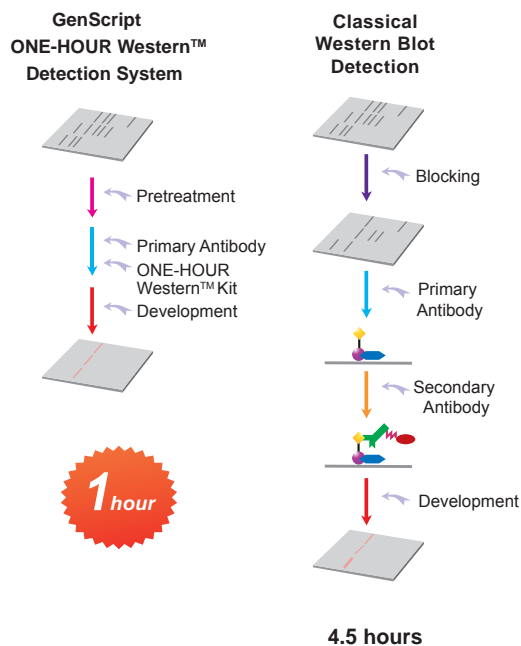 GenScript
ONE-HOUR Western™
Detection System
Pretreatment
Primary Antibody
ONE-HOUR
Western™ Kit
Development
1 hour
Classical
Western Blot
Detection
Blocking
Primary
Antibody
Secondary
Antibody
Development
4.5 hours